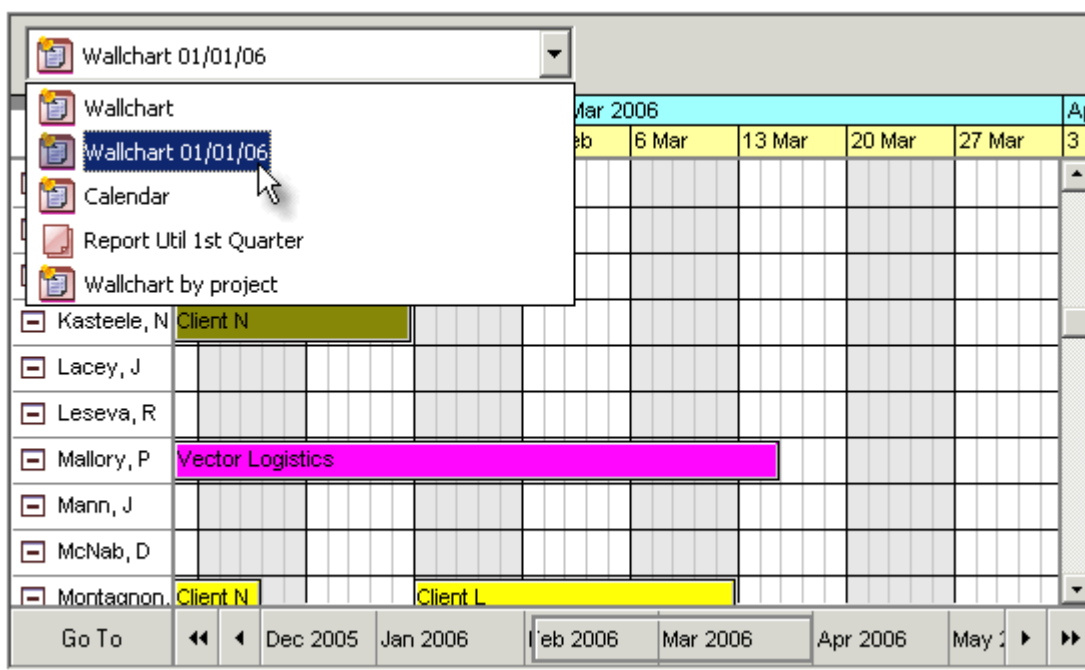 Wallchart 01/01/06
Wallchart
Wallchart 01/01/06
Calendar
Report Util 1st Quarter
Wallchart by project
Mar 2006
6 Mar 13 Mar 20 Mar 27 Mar 3
Kasteele, N Client N
Lacey, J
Leseva, R
Mallory, P Vector Logistics
Mann, J
McNab, D
Montagnon, Client N Client L
Go To Dec 2005 Jan 2006 Feb 2006 Mar 2006 Apr 2006 May